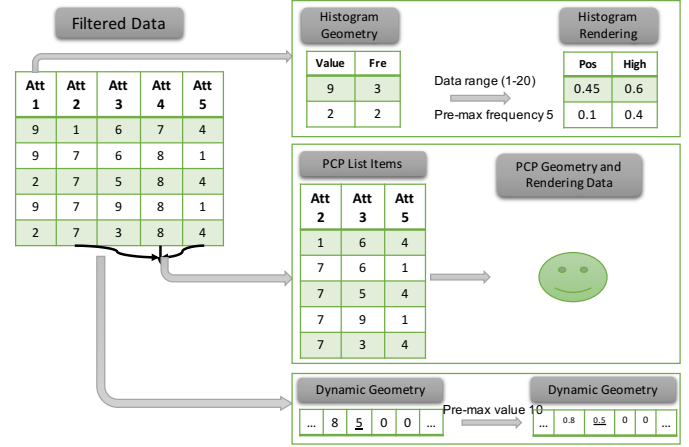 Filtered Data
Att Att Att Att Att
1 2 3 4 5
9 1 6 7 4
9 7 6 8 1
2 7 5 8 4
9 7 9 8 1
2 7 3 8 4
Histogram
Geometry
Value Fre
9 3
2 2
Data range (1-20)
Pre-max frequency 5
Histogram
Rendering
Pos High
0.45 0.6
0.1 0.4
PCP List Items
Att Att Att
2 3 5
1 6 4
7 6 1
7 5 4
7 9 1
7 3 4
PCP Geometry and
Rendering Data
Dynamic Geometry
... 8 5 0 0 ...
Pre-max value 10
Dynamic Geometry
... 0.8 0.5 0 0 ...